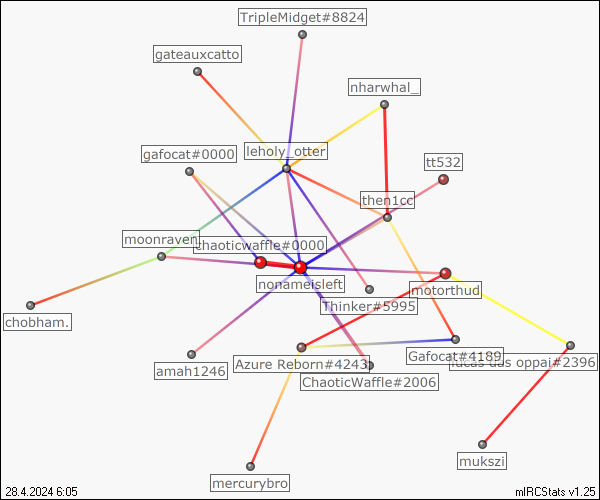 TripleMidget#8824
gateauxcatto
nharwhal_
leholy_otter
gafocat#0000
tt532
then1cc
moonraven
chaoticwaffle#0000
nonameisleft
motorthud
Thinker#5995
chobham.
Gafocat#4189
lucas das oppai#2396
Azure Reborn#4243
amah1246
ChaoticWaffle#2006
mukszi
mercurybro
28.4.2024 6:05
mIRCStats v1.25